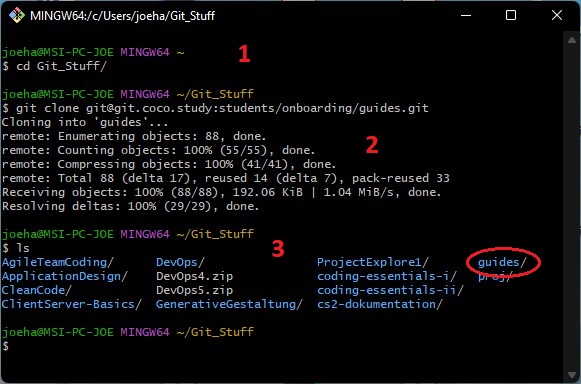 MINGW64:/c/Users/joeha/Git_Stuff
joeha@MSI-PC-JOE MINGW64 ~
1
$ cd Git_Stuff/
joeha@MSI-PC-JOE MINGW64 ~/Git_Stuff
$ git clone git@git.coco.study:students/onboarding/guides.git
Cloning into 'guides'...
remote: Enumerating objects: 88, done.
remote: Counting objects: 100% (55/55), done.
2
remote: Compressing objects: 100% (41/41), done.
remote: Total 88 (delta 17), reused 14 (delta 7), pack-reused 33
Receiving objects: 100% (88/88), 192.06 KiB | 1.04 MiB/s, done.
Resolving deltas: 100% (29/29), done.
joeha@MSI-PC-JOE MINGW64 ~/Git_Stuff
3
$ ls
AgileTeamCoding/ DevOps/ ProjectExplore1/ guides/
ApplicationDesign/ DevOps4.zip coding-essentials-i/ proj/
CleanCode/ DevOps5.zip coding-essentials-ii/
ClientServer-Basics/ GenerativeGestaltung/ cs2-dokumentation/
joeha@MSI-PC-JOE MINGW64 ~/Git_Stuff
$